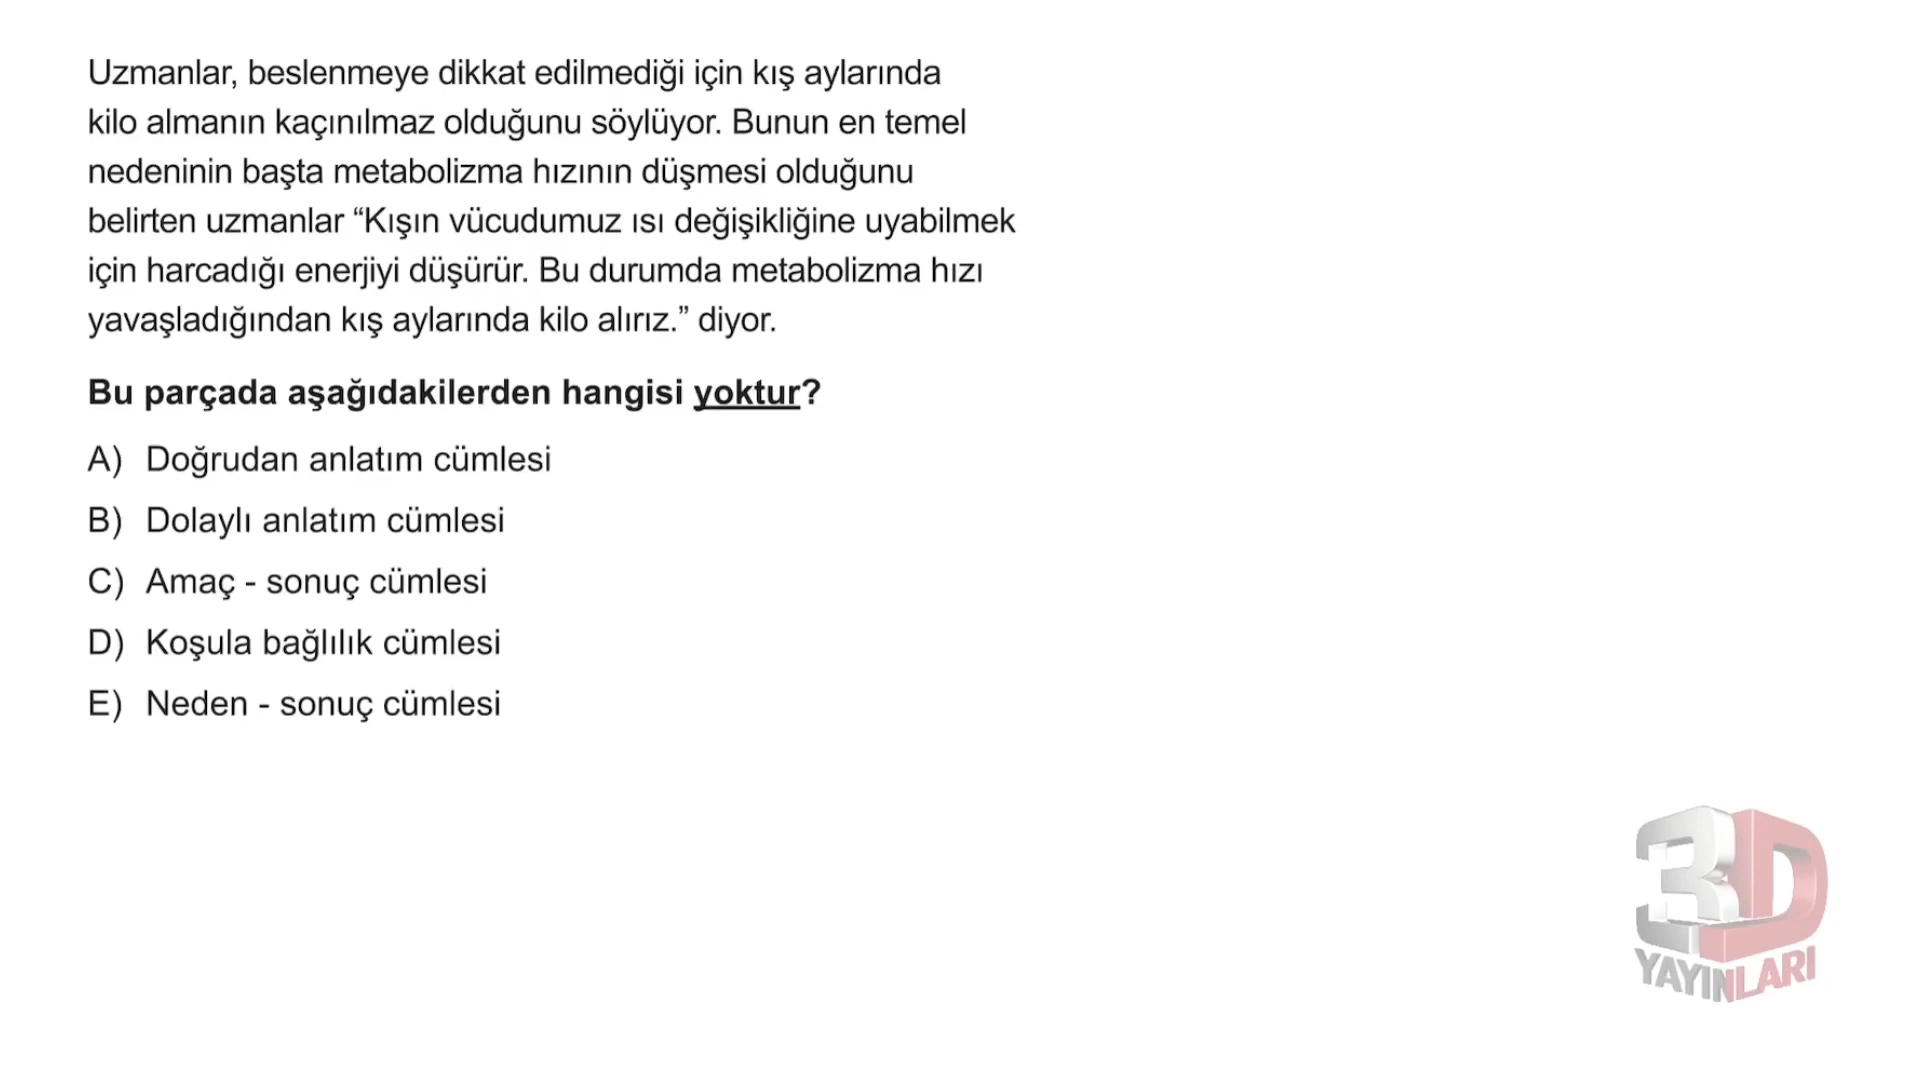 Uzmanlar, beslenmeye dikkat edilmediği için kış aylarında
kilo almanın kaçınılmaz olduğunu söylüyor. Bunun en temel
nedeninin başta metabolizma hızının düşmesi olduğunu
belirten uzmanlar “Kışın vücudumuz ısı değişikliğine uyabilmek
için harcadığı enerjiyi düşürür. Bu durumda metabolizma hızı
yavaşladığından kış aylarında kilo alırız.” diyor.
Bu parçada aşağıdakilerden hangisi yoktur?
A) Doğrudan anlatım cümlesi
B) Dolaylı anlatım cümlesi
C) Amaç - sonuç cümlesi
D) Koşula bağlılık cümlesi
E) Neden - sonuç cümlesi
3D
YAYINLARI